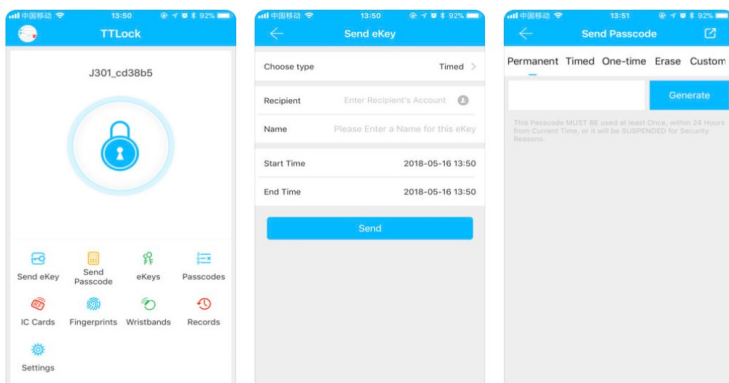 中国移动 13:50 92%
TTLock
J301_cd38b5
Send eKey
Send
Passcode
eKeys
Passcodes
IC Cards
Fingerprints
Wristbands
Records
Settings
中国移动 13:50 92%
Send eKey
Choose type Timed >
Recipient Enter Recipient's Account
Name Please Enter a Name for this eKey
Start Time 2018-05-16 13:50
End Time 2018-05-16 13:50
Send
中国移动 13:51 92%
Send Passcode
Permanent Timed One-time Erase Custom
Generate
This Passcode MUST BE used at least Once, within 24 Hours
from Current Time, or it will be SUSPENDED for Security
Reasons.